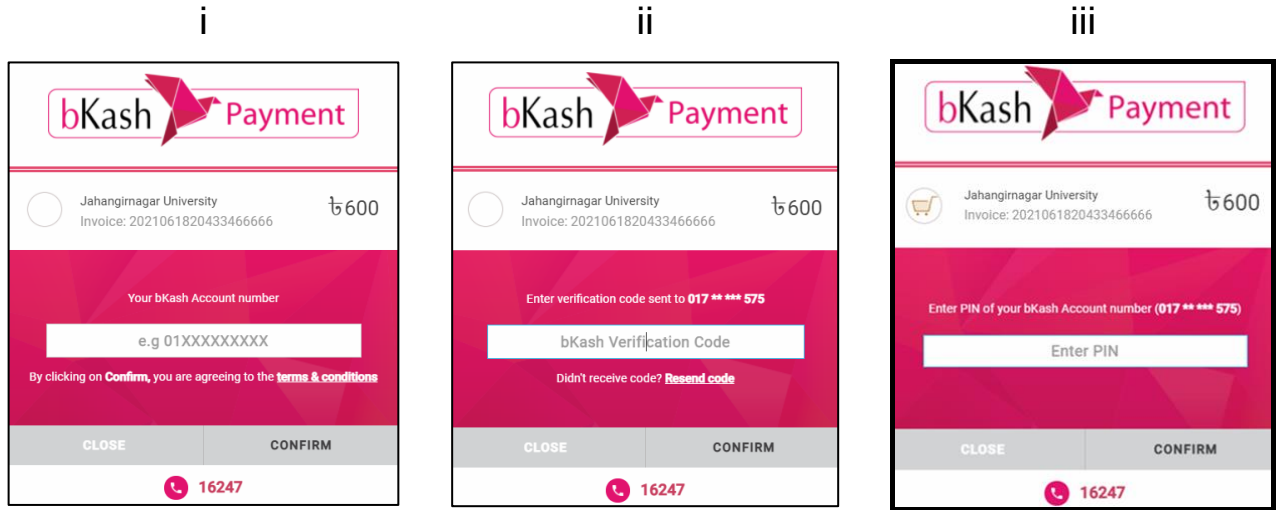 i
bKash Payment
Jahangirnagar University
৳600
Invoice: 2021061820433466666
Your bKash Account number
e.g 01XXXXXXXXX
By clicking on Confirm, you are agreeing to the terms & conditions
CLOSE CONFIRM
16247
ii
bKash Payment
Jahangirnagar University
৳600
Invoice: 2021061820433466666
Enter verification code sent to 017 ** *** 575
bKash Verification Code
Didn't receive code? Resend code
CLOSE CONFIRM
16247
iii
bKash Payment
Jahangirnagar University
৳600
Invoice: 2021061820433466666
Enter PIN of your bKash Account number (017 ** *** 575)
Enter PIN
CLOSE CONFIRM
16247